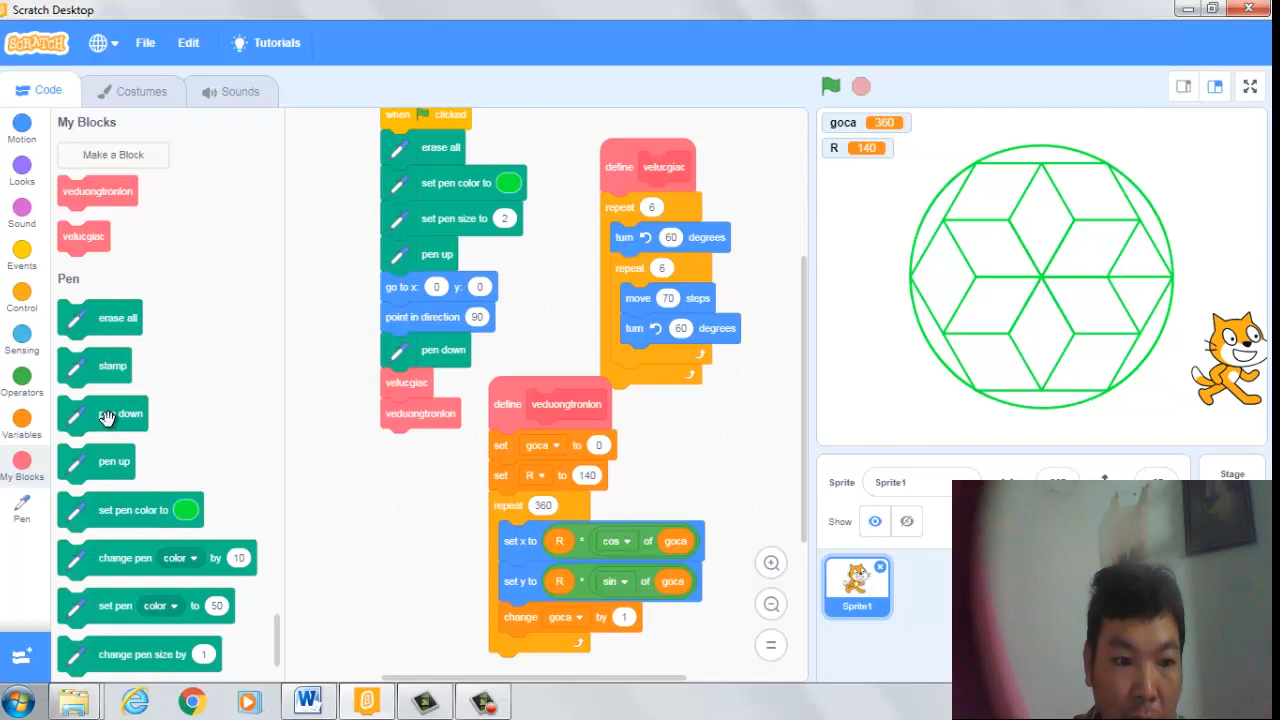 Scratch Desktop
SCRATCH
File
Edit
Tutorials
Code
Costumes
Sounds
Motion
Looks
Sound
Events
Control
Sensing
Operators
Variables
My Blocks
Pen
My Blocks
Make a Block
veduongtronlon
velucgiac
Pen
erase all
stamp
down
pen up
set pen color to
change pen color by 10
set pen color to 50
change pen size by 1
when clicked
erase all
set pen color to
set pen size to 2
pen up
go to x: 0 y: 0
point in direction 90
pen down
velucgiac
veduongtronlon
define velucgiac
repeat 6
turn 60 degrees
repeat 6
move 70 steps
turn 60 degrees
define veduongtronlon
set goca to 0
set R to 140
repeat 360
set x to R * cos of goca
set y to R * sin of goca
change goca by 1
goca 360
R 140
Sprite Sprite1
Show
Sprite1
Stage